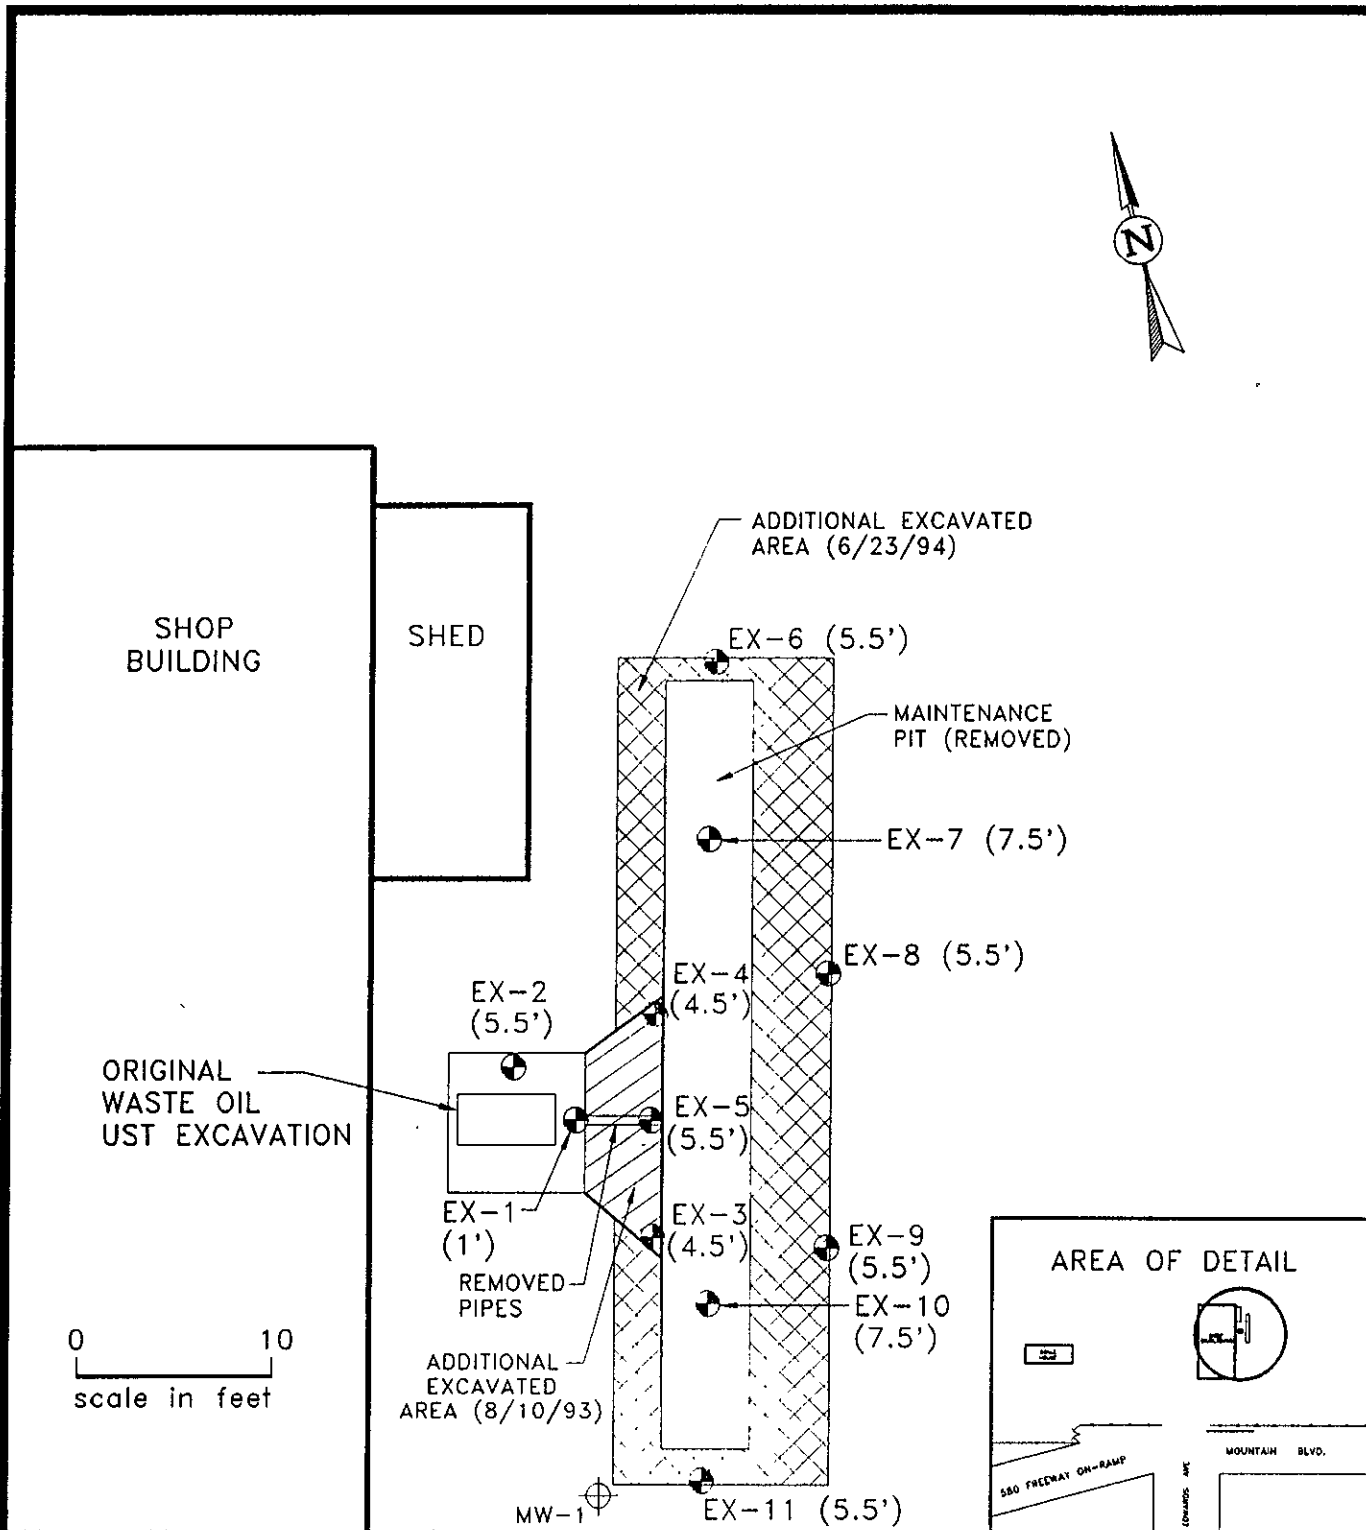 N
ADDITIONAL EXCAVATED
AREA (6/23/94)
SHOP
BUILDING
SHED
EX-6 (5.5')
MAINTENANCE
PIT (REMOVED)
EX-7 (7.5')
EX-8 (5.5')
EX-4
(4.5')
EX-2
(5.5')
ORIGINAL
WASTE OIL
UST EXCAVATION
EX-5
(5.5')
EX-1
(1')
EX-3
(4.5')
EX-9
(5.5')
REMOVED
PIPES
EX-10
(7.5')
ADDITIONAL
EXCAVATED
AREA (8/10/93)
0 10
scale in feet
MW-1
EX-11 (5.5')
AREA OF DETAIL
MOUNTAIN BLVD.
580 FREEWAY ON-RAMP
EDWARDS AVE